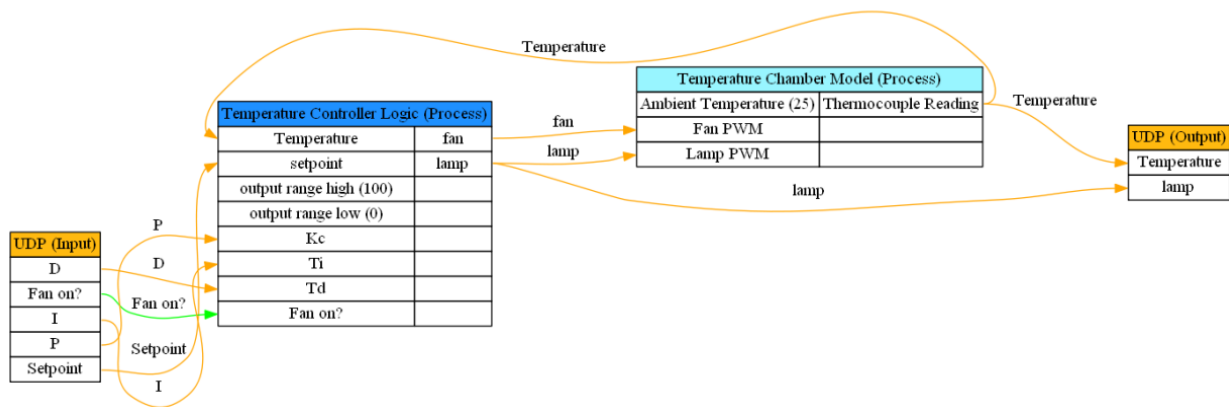 Temperature
Temperature Chamber Model (Process)
Ambient Temperature (25) Thermocouple Reading
Fan PWM
Lamp PWM
Temperature
Temperature Controller Logic (Process)
Temperature fan
setpoint lamp
output range high (100)
output range low (0)
Kc
Ti
Td
Fan on?
fan
lamp
lamp
UDP (Output)
Temperature
lamp
UDP (Input)
D
Fan on?
I
P
Setpoint
P
D
Fan on?
Setpoint
I